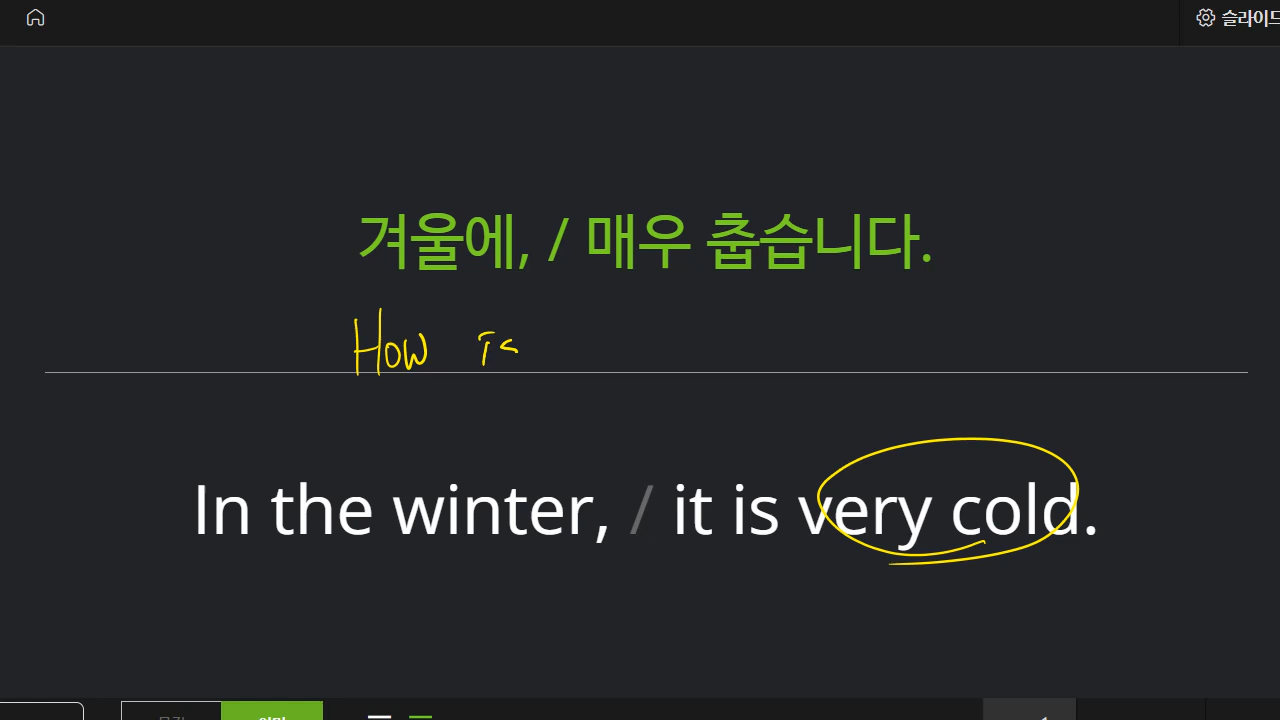 슬라이드
겨울에, / 매우 춥습니다.
How is
In the winter, / it is very cold.